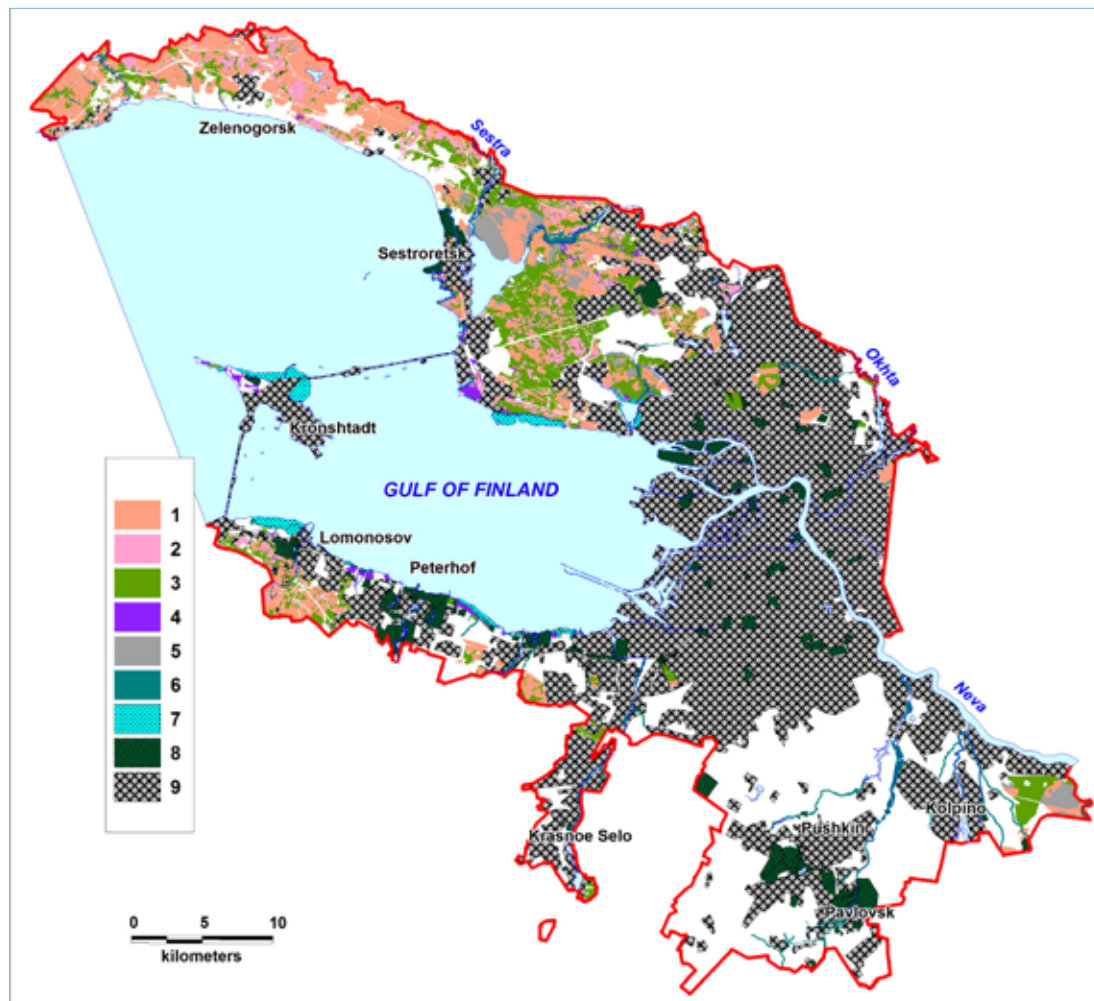 Zelenogorsk
Sestra
Sestroretsk
Okhta
Kronshtadt
GULF OF FINLAND
1
2
3
4
5
6
7
8
9
Lomonosov
Peterhof
Neva
Kolpino
Pushkin
Krasnoe Selo
Pavlovsk
0 5 10
kilometers